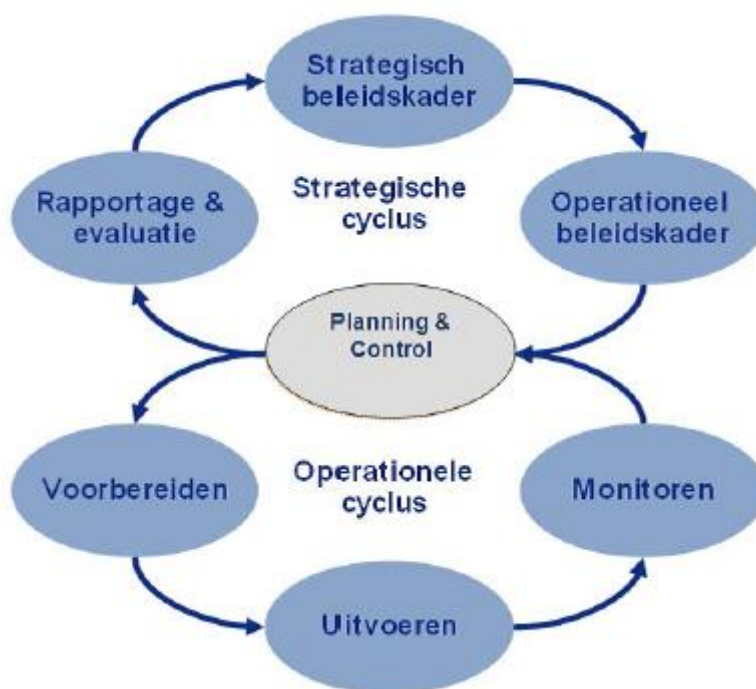 Strategisch
beleidskader
Rapportage &
evaluatie
Strategische
cyclus
Operationeel
beleidskader
Planning &
Control
Voorbereiden
Operationele
cyclus
Monitoren
Uitvoeren